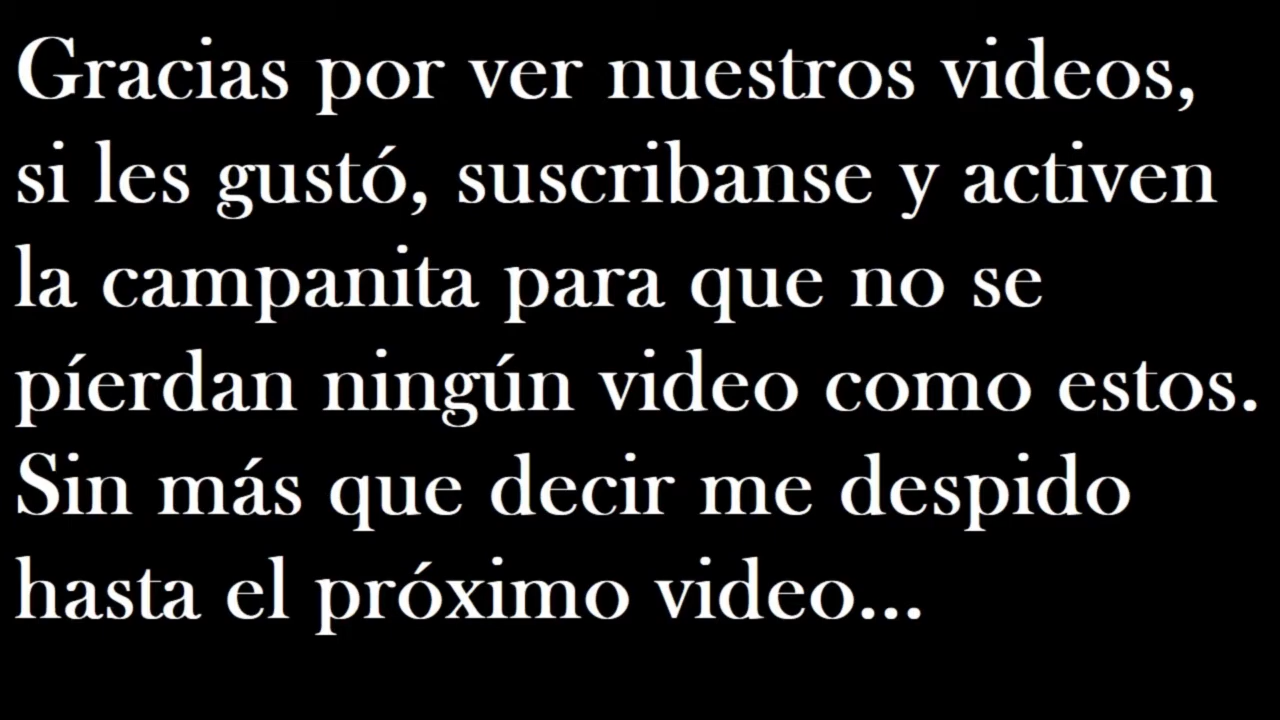 Gracias por ver nuestros videos,
si les gustó, suscribanse y activen
la campanita para que no se
píerdan ningún video como estos.
Sin más que decir me despido
hasta el próximo video...